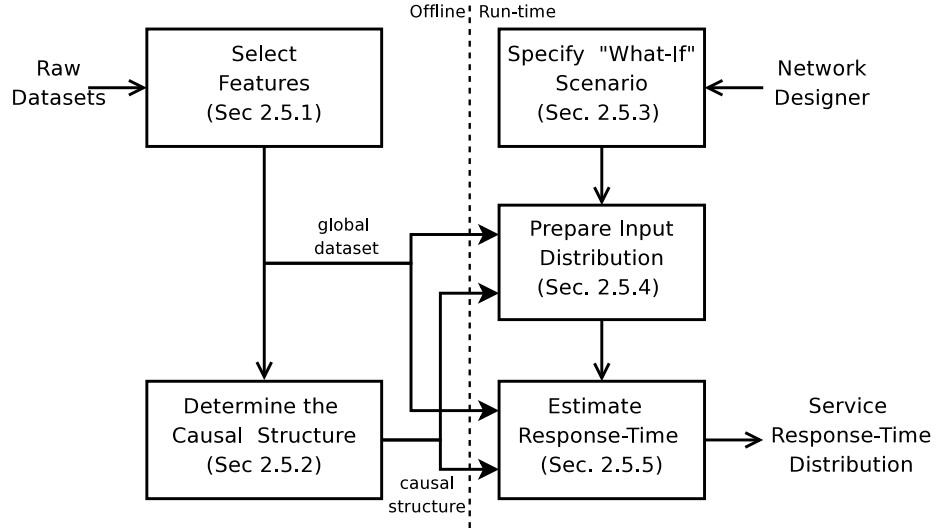 Offline
Run-time
Raw
Datasets
Select
Features
(Sec 2.5.1)
Specify "What-If"
Scenario
(Sec. 2.5.3)
Network
Designer
global
dataset
Prepare Input
Distribution
(Sec. 2.5.4)
Determine the
Causal Structure
(Sec 2.5.2)
causal
structure
Estimate
Response-Time
(Sec. 2.5.5)
Service
Response-Time
Distribution